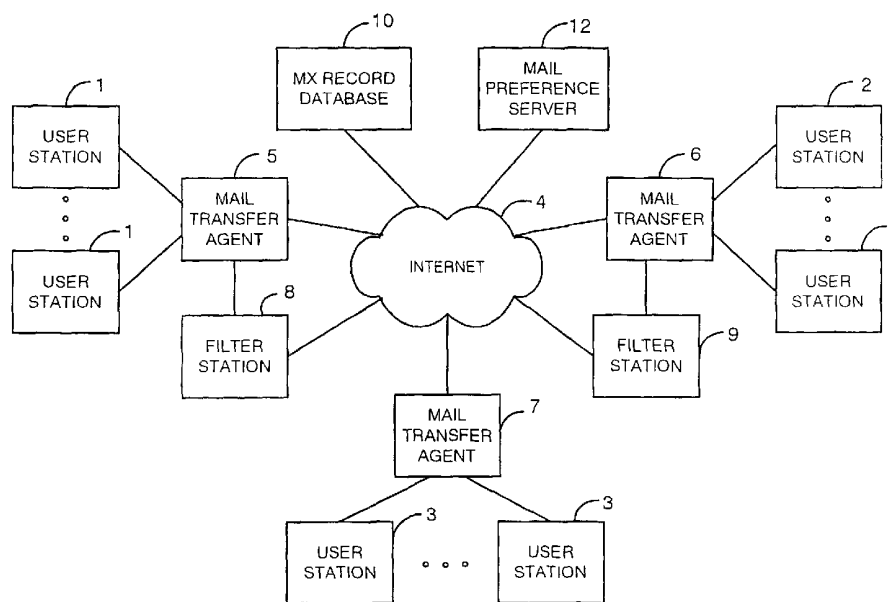 10
MX RECORD
DATABASE
12
MAIL
PREFERENCE
SERVER
1
USER
STATION
5
MAIL
TRANSFER
AGENT
4
INTERNET
6
MAIL
TRANSFER
AGENT
2
USER
STATION
1
USER
STATION
USER
STATION
8
FILTER
STATION
FILTER
STATION
9
7
MAIL
TRANSFER
AGENT
3
USER
STATION
3
USER
STATION